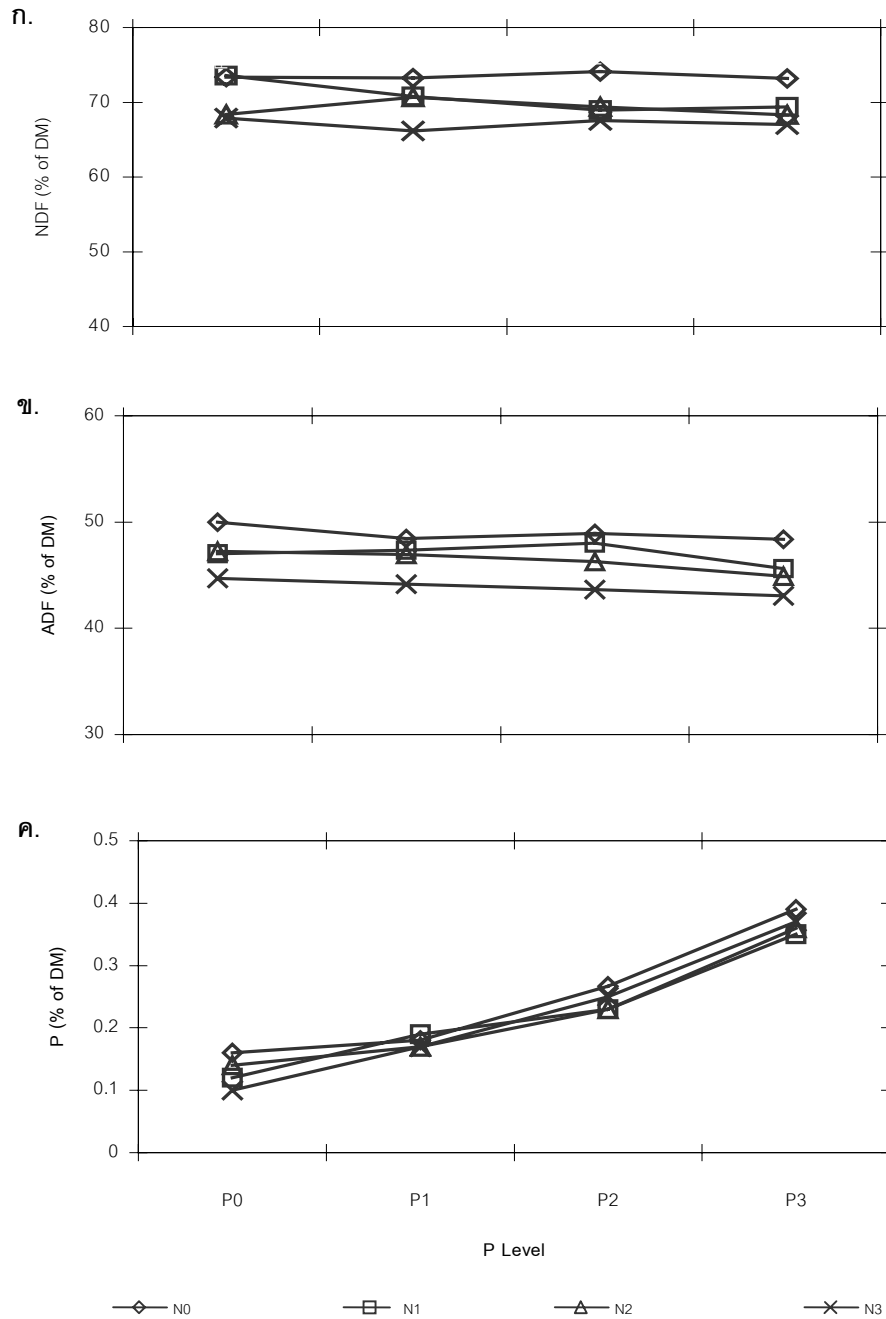 ก.
80
70
60
50
40
NDF (% of DM)
ข.
60
50
40
30
ADF (% of DM)
ค.
0.5
0.4
0.3
0.2
0.1
0
P (% of DM)
P0 P1 P2 P3
P Level
N0 N1 N2 N3